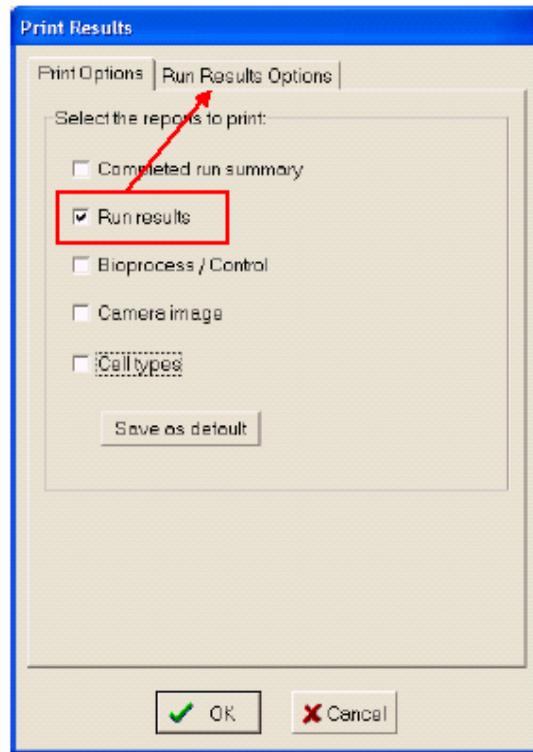 Print Results
Print Options
Run Results Options
Select the reports to print:
Completed run summary
Run results
Bioprocess / Control
Camera image
Cell types
Save as default
OK
Cancel